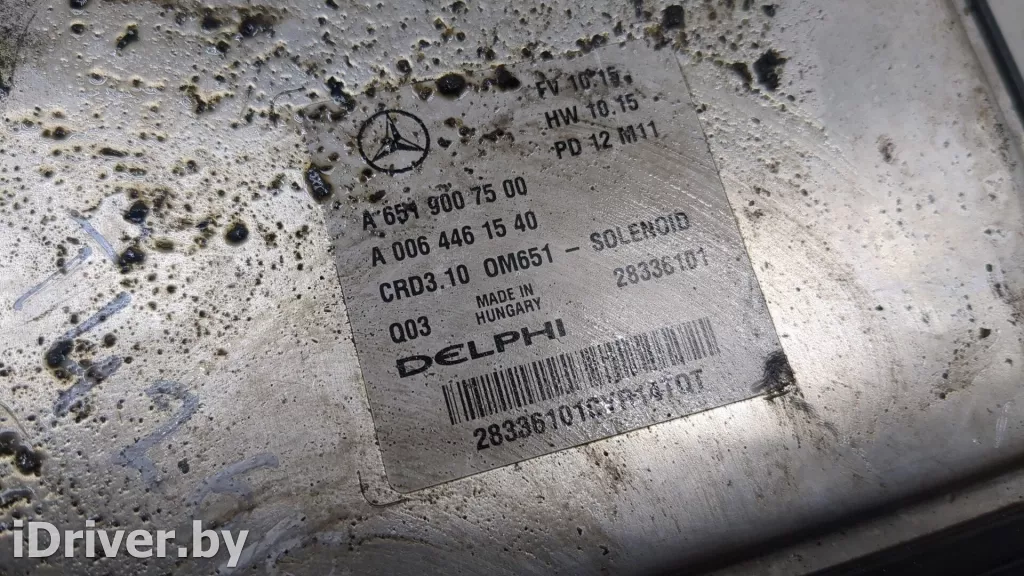 FV 10.15
HW 10.15
PD 12 M11
A 651 900 75 00
A 006 446 15 40
CRD3.10 OM651 - SOLENOID
MADE IN
HUNGARY
28336101
Q03
DELPHI
iDriver.by